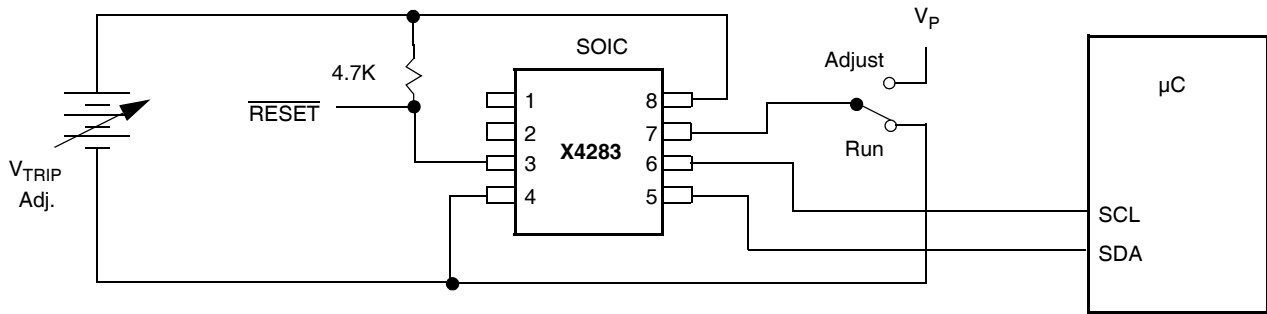 V_P
SOIC
Adjust
4.7K
µC
RESET
1 8
2 7
X4283
3 6
4 5
Run
V_TRIP
Adj.
SCL
SDA